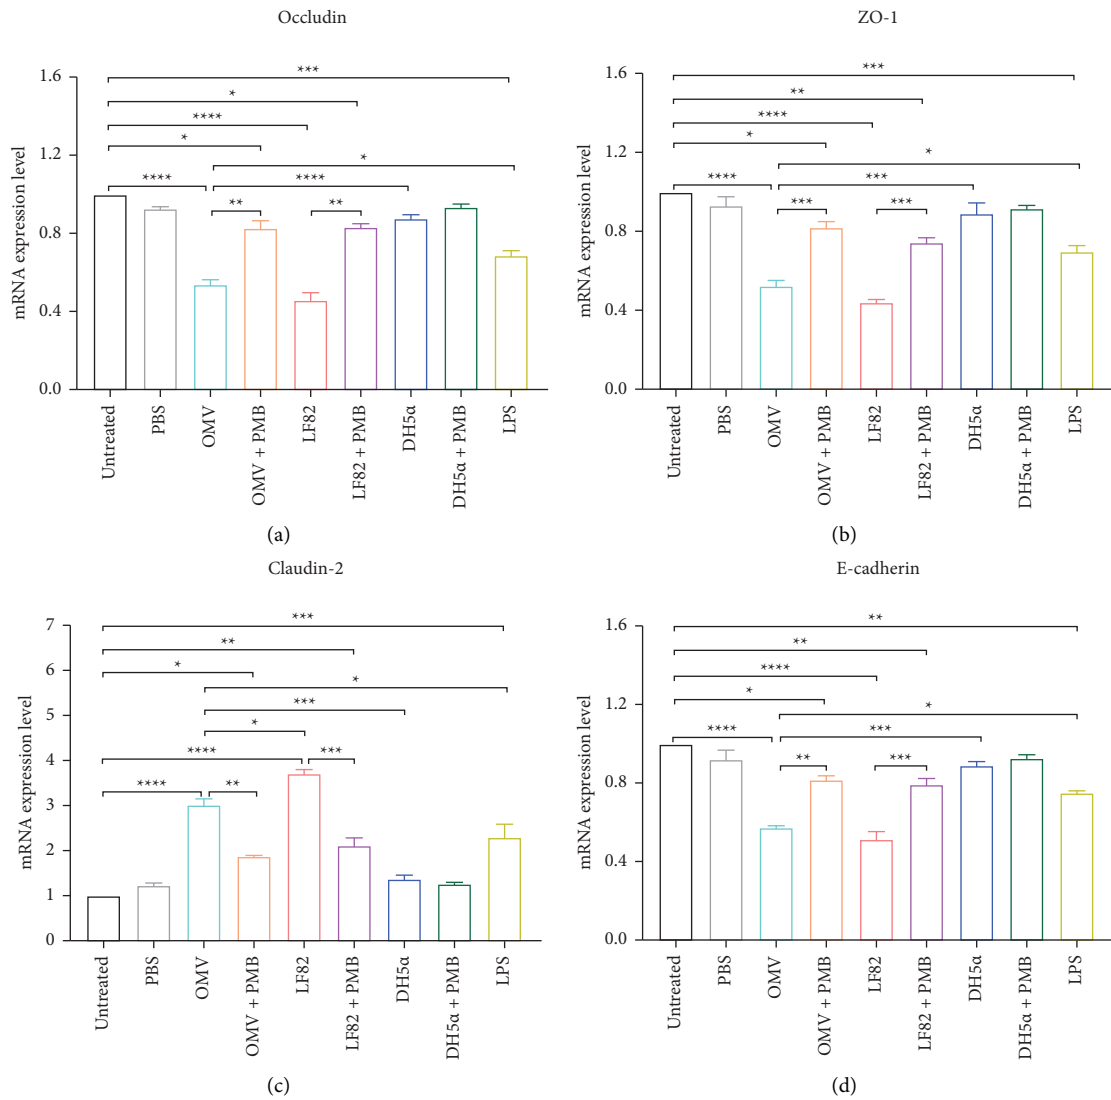 Occludin
mRNA expression level
1.6
1.2
0.8
0.4
0.0
***
*
****
*
*
**** ****
** **
Untreated
PBS
OMV
OMV + PMB
LF82
LF82 + PMB
DH5α
DH5α + PMB
LPS
(a)
ZO-1
mRNA expression level
1.6
1.2
0.8
0.4
0.0
***
**
****
*
*
**** ***
*** ***
Untreated
PBS
OMV
OMV + PMB
LF82
LF82 + PMB
DH5α
DH5α + PMB
LPS
(b)
Claudin-2
mRNA expression level
7
6
5
4
3
2
1
0
***
**
*
*
***
*
**** ***
**** **
Untreated
PBS
OMV
OMV + PMB
LF82
LF82 + PMB
DH5α
DH5α + PMB
LPS
(c)
E-cadherin
mRNA expression level
1.6
1.2
0.8
0.4
0.0
**
**
****
*
*
**** ***
** ***
Untreated
PBS
OMV
OMV + PMB
LF82
LF82 + PMB
DH5α
DH5α + PMB
LPS
(d)